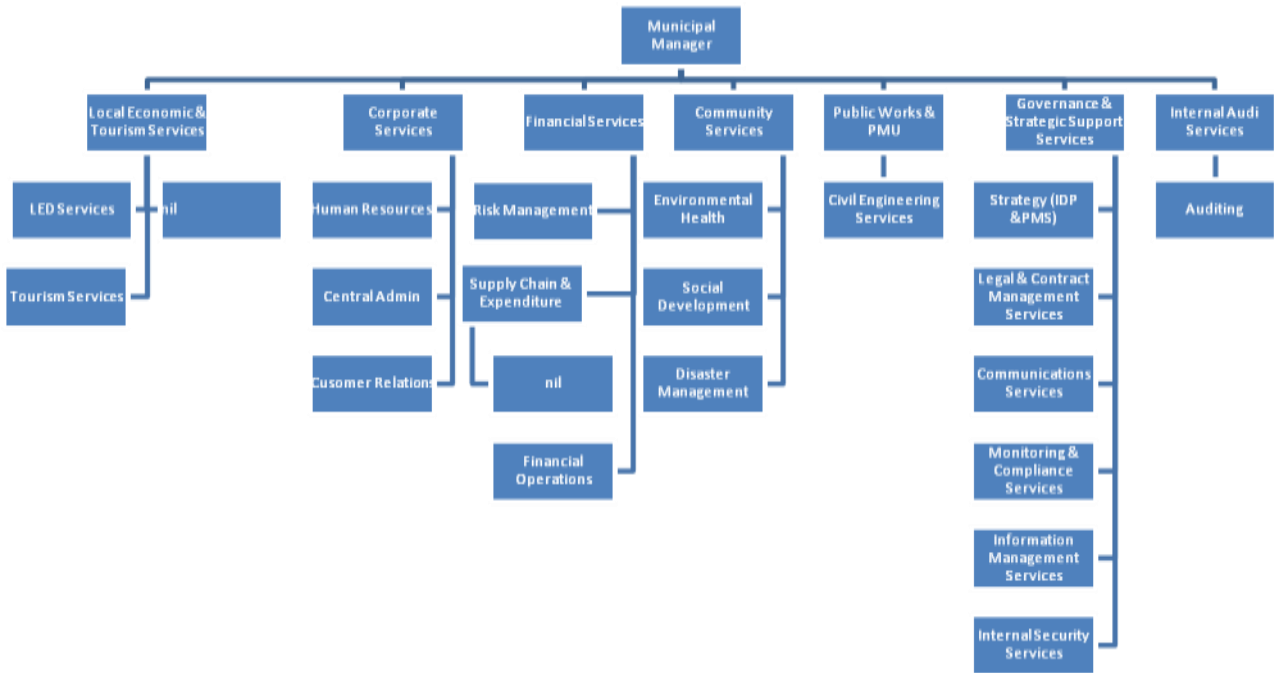 Municipal
Manager
Local Economic &
Tourism Services
Corporate
Services
Financial Services
Community
Services
Public Works &
PMU
Governance &
Strategic Support
Services
Internal Audi
Services
LED Services
nil
Human Resources
Risk Management
Environmental
Health
Civil Engineering
Services
Strategy (IDP
&PMS)
Auditing
Tourism Services
Central Admin
Supply Chain &
Expenditure
Social
Development
Legal & Contract
Management
Services
Cusomer Relations
nil
Disaster
Management
Communications
Services
Financial
Operations
Monitoring &
Compliance
Services
Information
Management
Services
Internal Security
Services